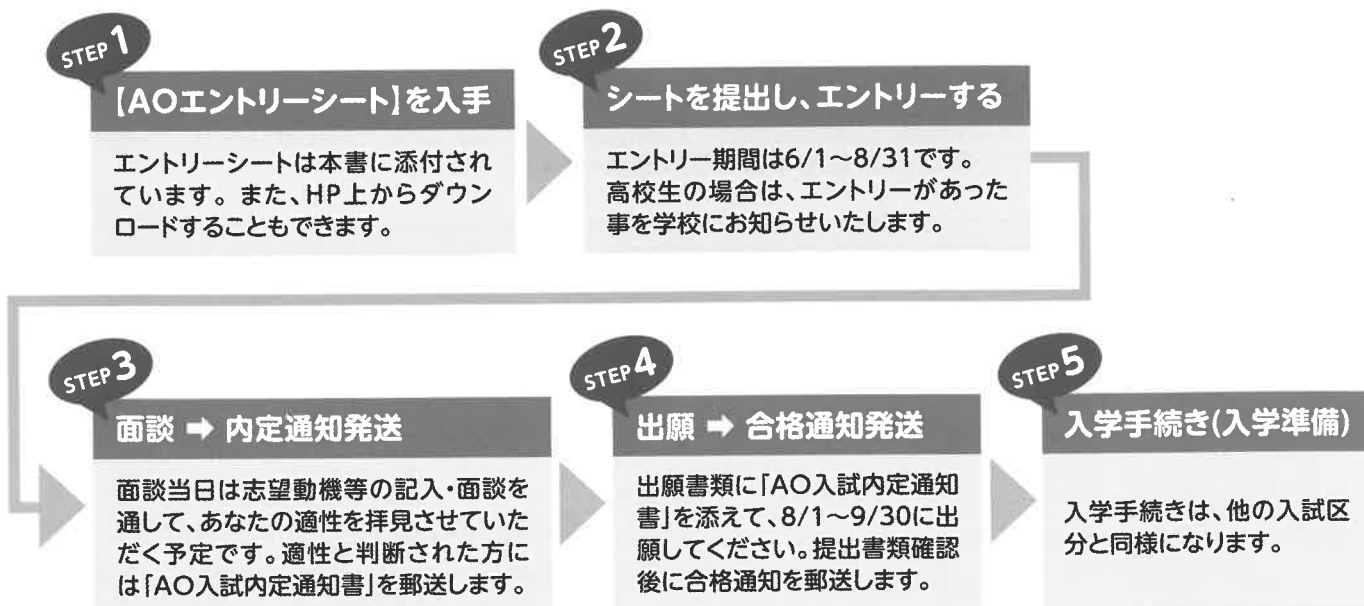 STEP 1
【AOエントリーシート】を入手
エントリーシートは本書に添付され
ています。また、HP上からダウン
ロードすることもできます。
STEP 2
シートを提出し、エントリーする
エントリー期間は6/1～8/31です。
高校生の場合は、エントリーがあった
事を学校にお知らせいたします。
STEP 3
面談 ➡ 内定通知発送
面談当日は志望動機等の記入・面談を
通して、あなたの適性を拝見させていた
だく予定です。適性と判断された方に
は「AO入試内定通知書」を郵送します。
STEP 4
出願 ➡ 合格通知発送
出願書類に「AO入試内定通知
書」を添えて、8/1～9/30に出
願してください。提出書類確認
後に合格通知を郵送します。
STEP 5
入学手続き(入学準備)
入学手続きは、他の入試区
分と同様になります。